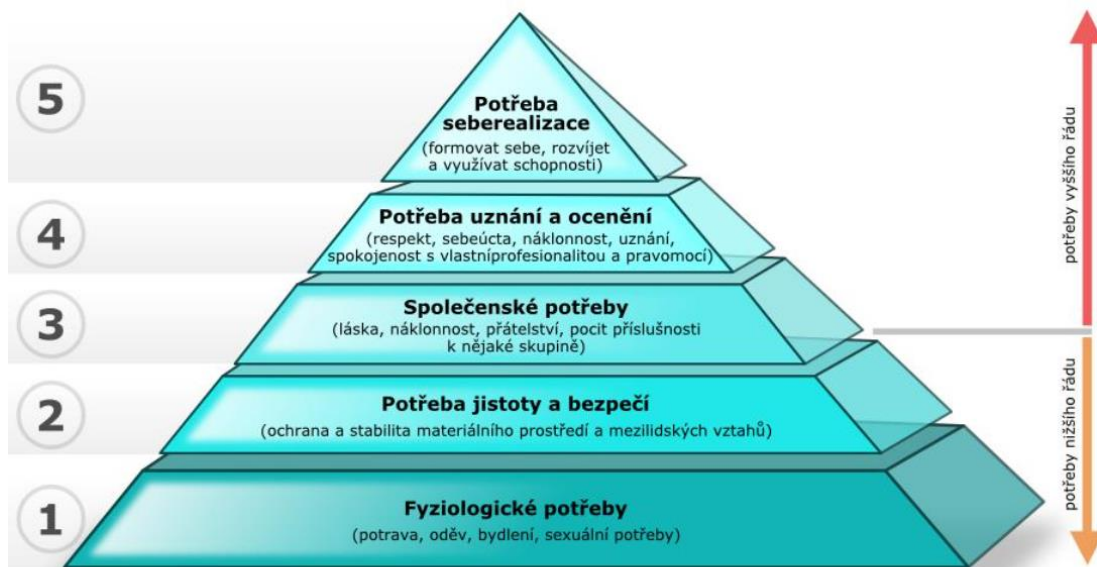 5
Potřeba
seberealizace
(formovat sebe, rozvíjet
a využívat schopnosti)
4
Potřeba uznání a ocenění
(respekt, sebeúcta, náklonnost, uznání,
spokojenost s vlastníprofesionalitou a pravomocí)
3
Společenské potřeby
(láska, náklonnost, přátelství, pocit příslušnosti
k nějaké skupině)
2
Potřeba jistoty a bezpečí
(ochrana a stabilita materiálního prostředí a mezilidských vztahů)
1
Fyziologické potřeby
(potrava, oděv, bydlení, sexuální potřeby)
potřeby vyššího řádu
potřeby nižšího řádu